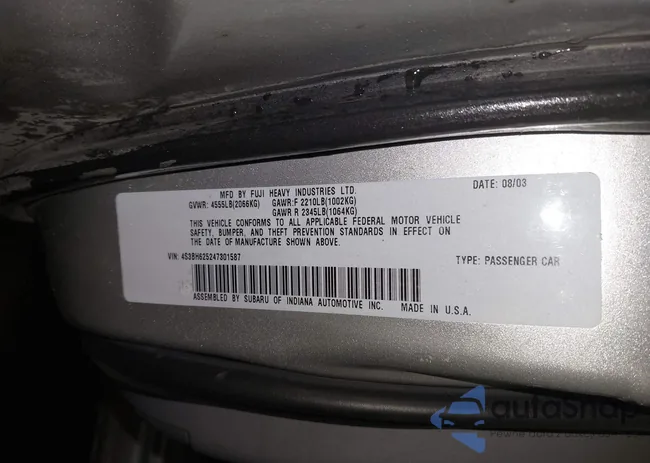 MFD BY FUJI HEAVY INDUSTRIES LTD. DATE: 08/03
GVWR: 4555LB(2066KG) GAWR:F 2210LB(1002KG)
GAWR R 2345LB(1064KG)
THIS VEHICLE CONFORMS TO ALL APPLICABLE FEDERAL MOTOR VEHICLE
SAFETY, BUMPER, AND THEFT PREVENTION STANDARDS IN EFFECT ON
THE DATE OF MANUFACTURE SHOWN ABOVE.
VIN: 4S3BH625247301587 TYPE: PASSENGER CAR
ASSEMBLED BY SUBARU OF INDIANA AUTOMOTIVE INC. MADE IN U.S.A.
autaSnap